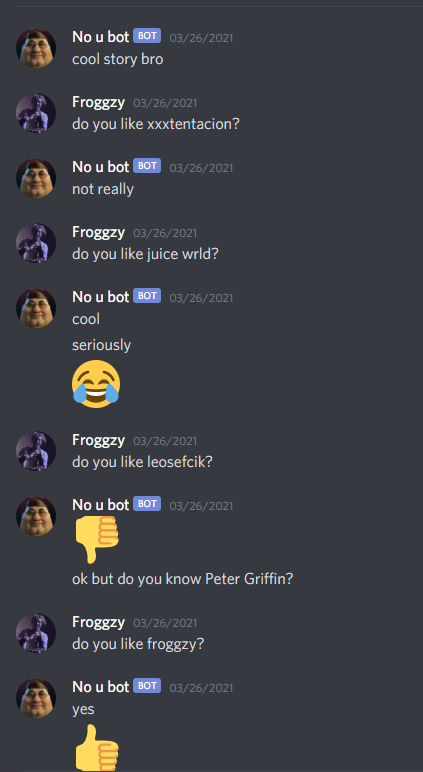 No u bot BOT 03/26/2021
cool story bro
Froggzy 03/26/2021
do you like xxxtentacion?
No u bot BOT 03/26/2021
not really
Froggzy 03/26/2021
do you like juice wrld?
No u bot BOT 03/26/2021
cool
seriously
Froggzy 03/26/2021
do you like leosefcik?
No u bot BOT 03/26/2021
ok but do you know Peter Griffin?
Froggzy 03/26/2021
do you like froggzy?
No u bot BOT 03/26/2021
yes